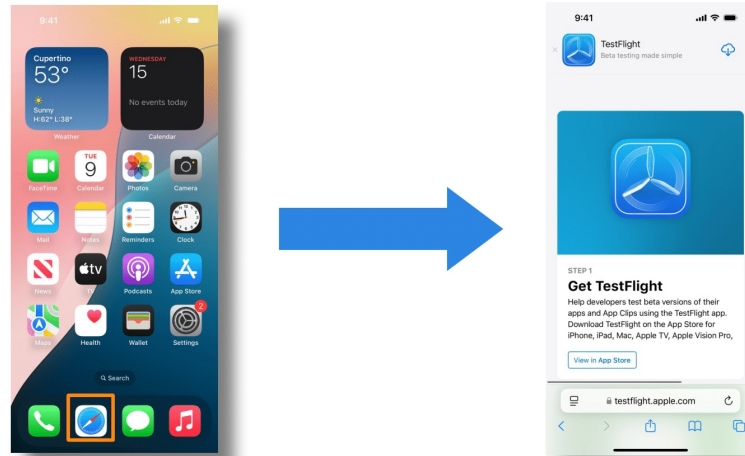 9:41
Cupertino
53°
Sunny
H:62° L:38°
Weather
WEDNESDAY
15
No events today
Calendar
FaceTime
TUE
9
Calendar
Photos
Camera
Mail
Notes
Reminders
Clock
News
tv
TV
Podcasts
App Store
Maps
Health
Wallet
2
Settings
Search
9:41
TestFlight
Beta testing made simple
STEP 1
Get TestFlight
Help developers test beta versions of their
apps and App Clips using the TestFlight app.
Download TestFlight on the App Store for
iPhone, iPad, Mac, Apple TV, Apple Vision Pro,
View in App Store
testflight.apple.com